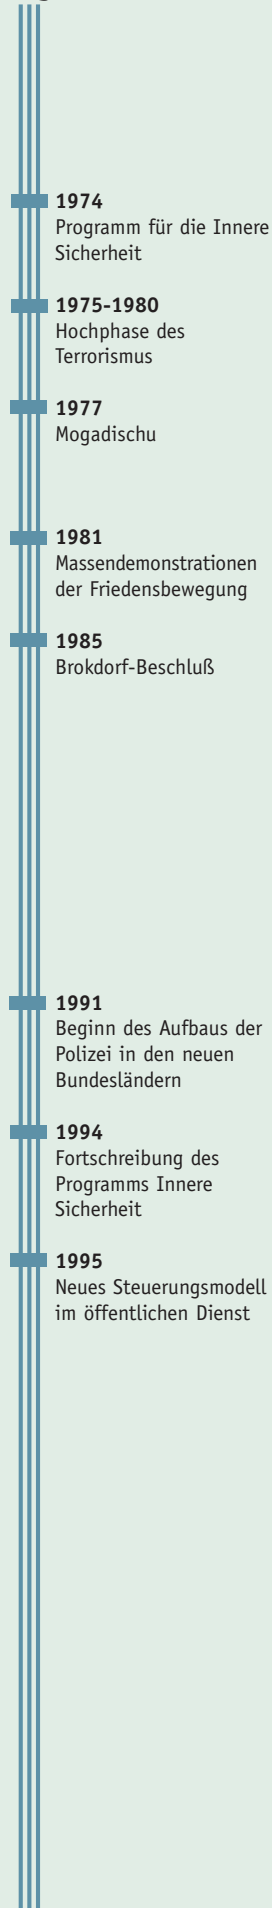 1974
Programm für die Innere
Sicherheit
1975-1980
Hochphase des
Terrorismus
1977
Mogadischu
1981
Massendemonstrationen
der Friedensbewegung
1985
Brokdorf-Beschluß
1991
Beginn des Aufbaus der
Polizei in den neuen
Bundesländern
1994
Fortschreibung des
Programms Innere
Sicherheit
1995
Neues Steuerungsmodell
im öffentlichen Dienst